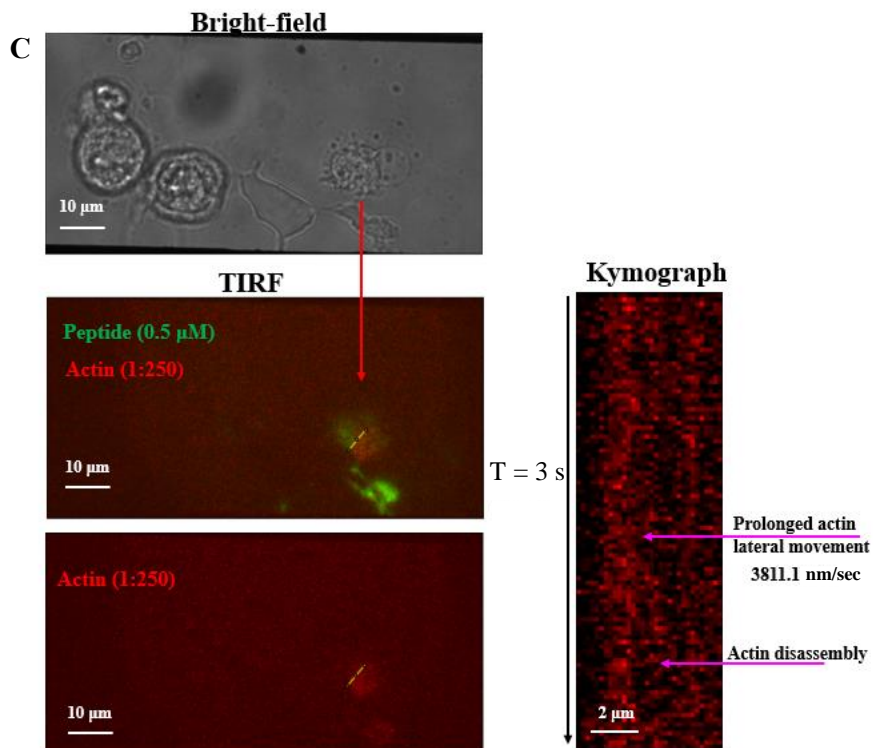 C
Bright-field
10 μm
TIRF
Peptide (0.5 μM)
Actin (1:250)
10 μm
Actin (1:250)
10 μm
Kymograph
T = 3 s
Prolonged actin
lateral movement
3811.1 nm/sec
Actin disassembly
2 μm